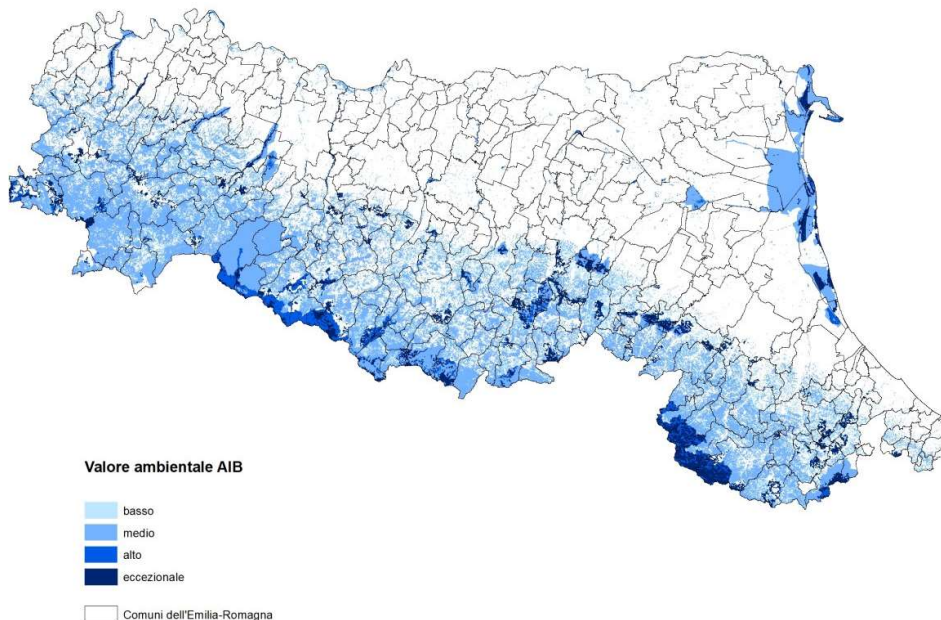 Valore ambientale AIB
basso
medio
alto
eccezionale
Comuni dell'Emilia-Romagna